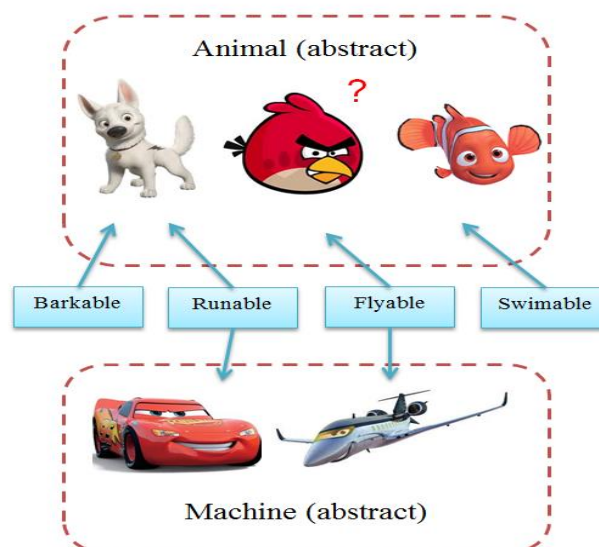 Animal (abstract)
?
Barkable
Runable
Flyable
Swimable
Machine (abstract)